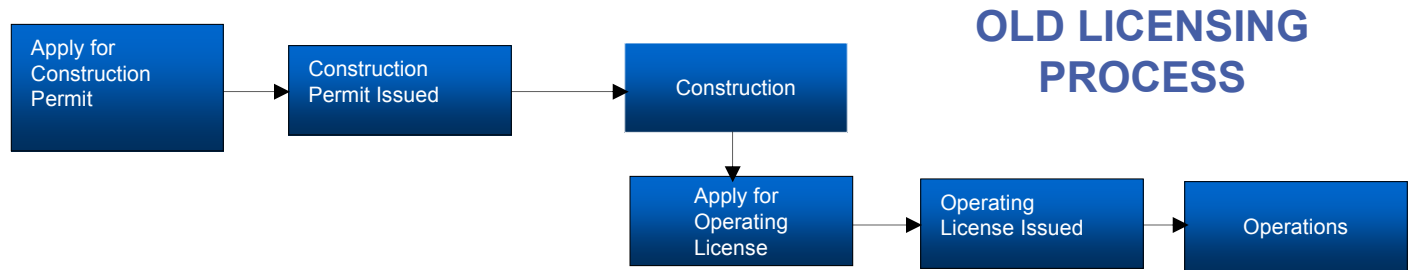 OLD LICENSING
PROCESS
Apply for
Construction
Permit
Construction
Permit Issued
Construction
Apply for
Operating
License
Operating
License Issued
Operations